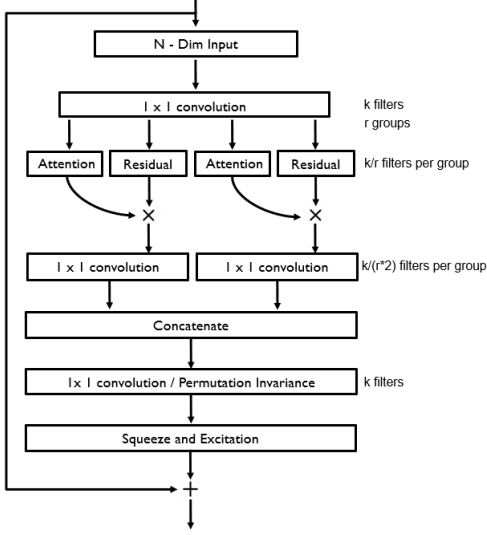 N - Dim Input
1 x 1 convolution
k filters
r groups
Attention
Residual
Attention
Residual
k/r filters per group
×
×
1 x 1 convolution
1 x 1 convolution
k/(r*2) filters per group
Concatenate
1x 1 convolution / Permutation Invariance
k filters
Squeeze and Excitation
+